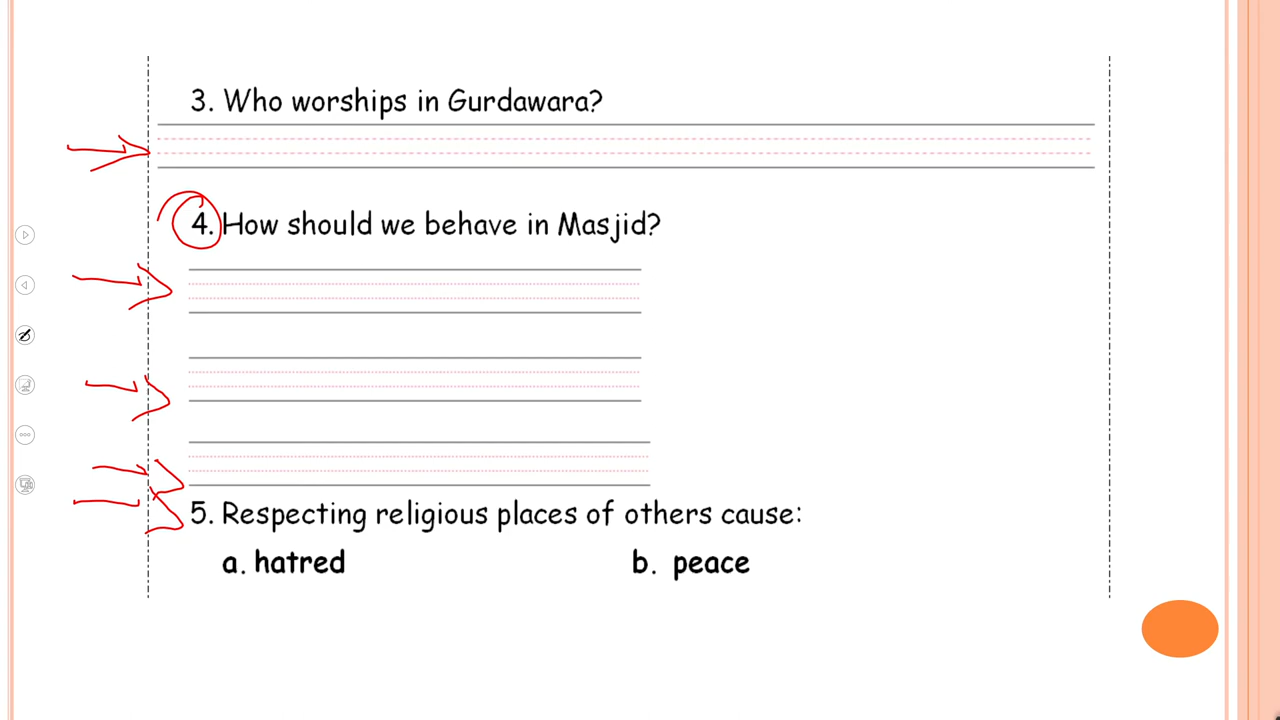 3. Who worships in Gurdawara?
4. How should we behave in Masjid?
5. Respecting religious places of others cause:
a. hatred b. peace